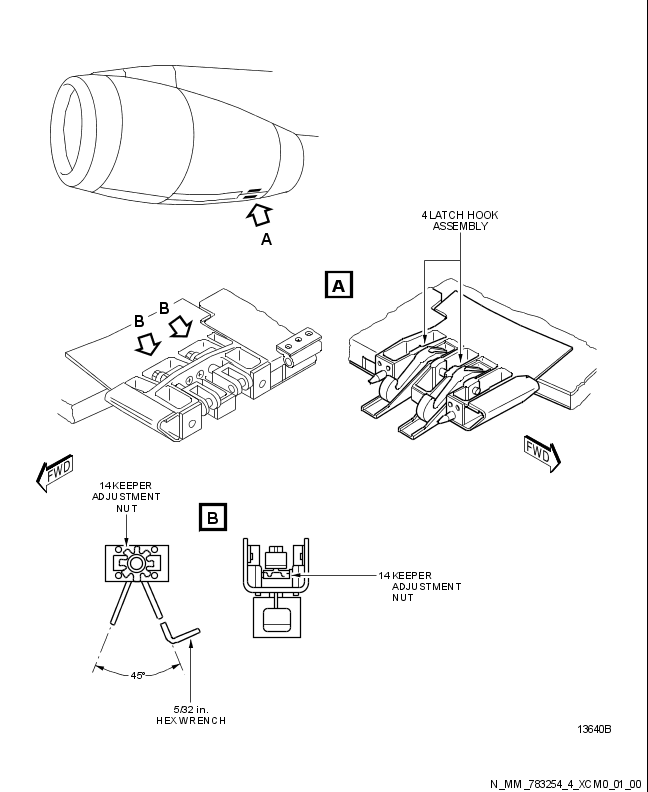 A
4 LATCH HOOK
ASSEMBLY
A
B
B
FWD
FWD
14 KEEPER
ADJUSTMENT
NUT
B
14 KEEPER
ADJUSTMENT
NUT
45°
5/32 in.
HEX WRENCH
13640B
N_MM_783254_4_XCM0_01_00